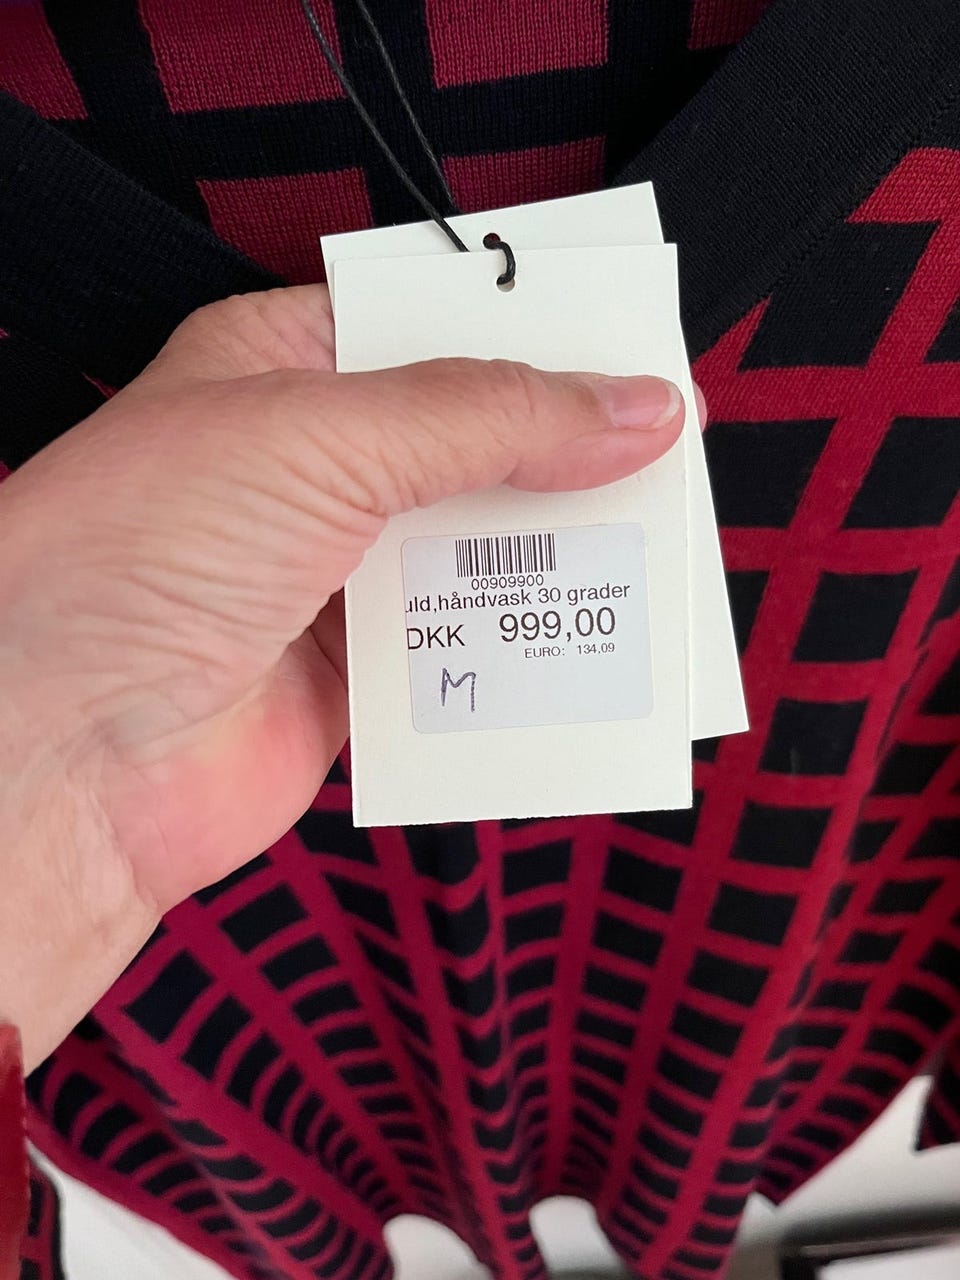 00909900
uld,håndvask 30 grader
DKK 999,00
EURO: 134,09
M